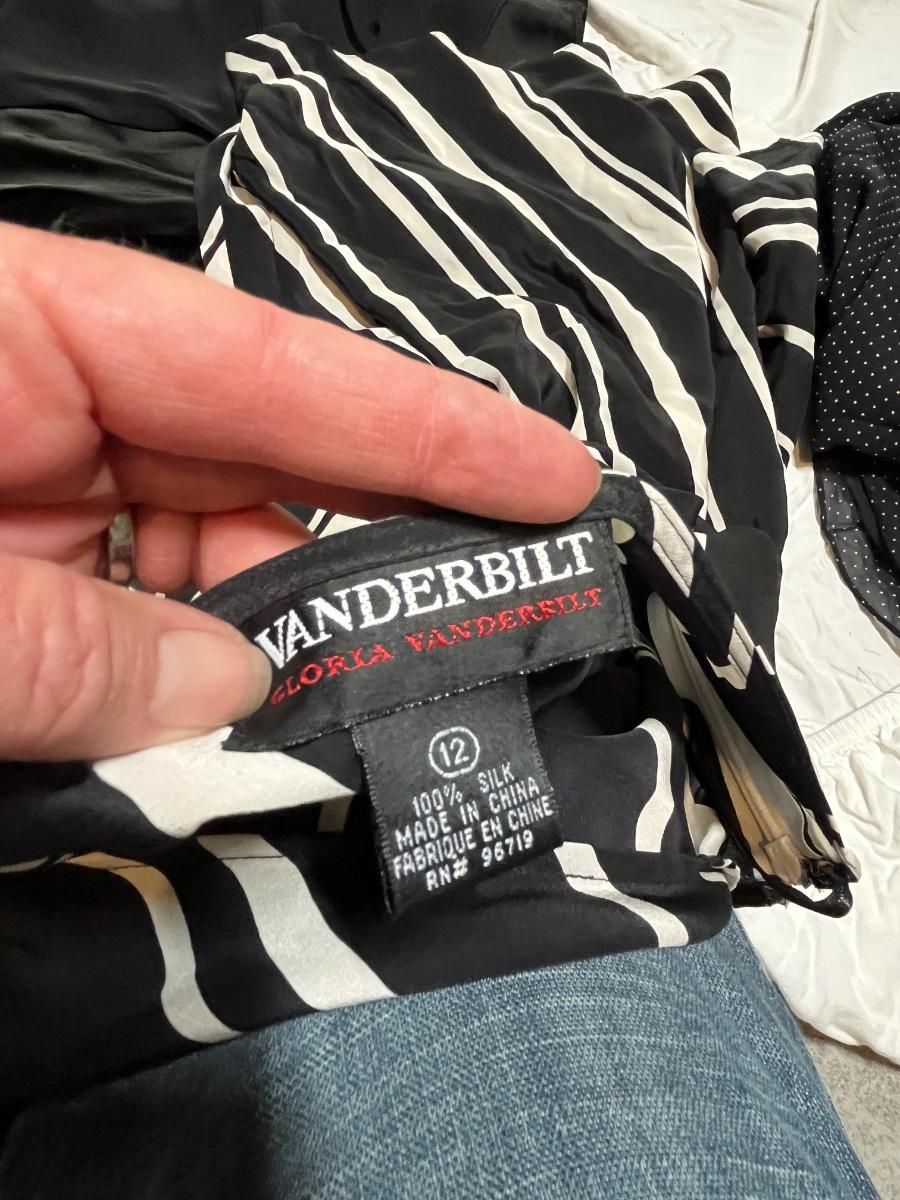 VANDERBILT
GLORIA VANDERBILT
12
100% SILK
MADE IN CHINA
FABRIQUE EN CHINE
RN# 96719